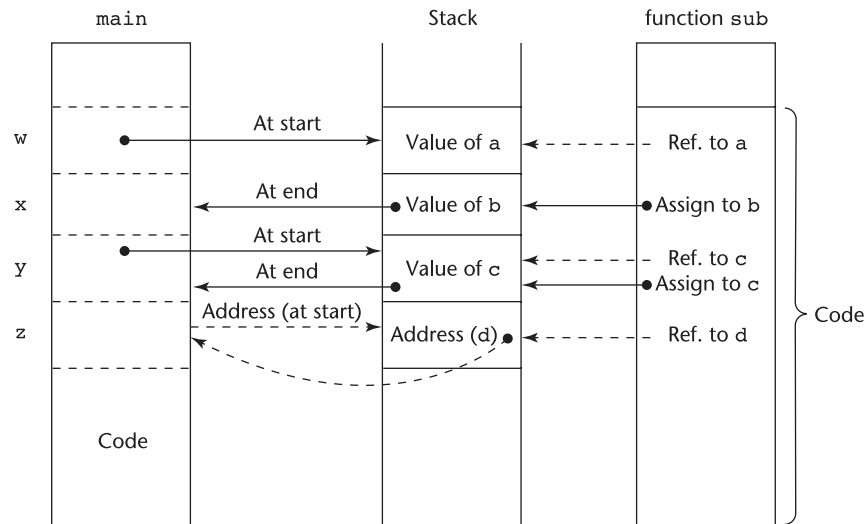 main Stack function sub
At start
w Value of a Ref. to a
At end
x Value of b Assign to b
At start
y Value of c Ref. to c
At end Assign to c
Address (at start)
z Address (d) Ref. to d
Code
Code